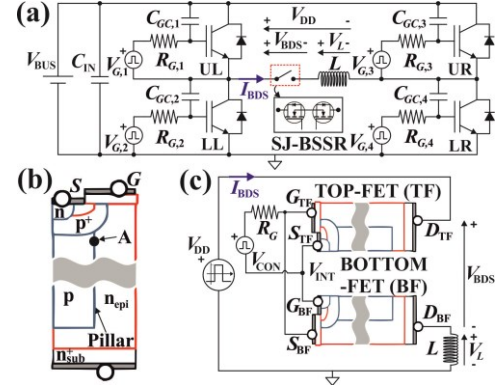 (a)
C_GC,1
V_DD
C_GC,3
+ -
V_BDS-
V_L-
V_BUS
C_IN
V_G,1
R_G,1
UL
L
V_G,3
R_G,3
UR
C_GC,2
I_BDS
C_GC,4
V_G,2
R_G,2
LL
SJ-BSSR
V_G,4
R_G,4
LR
(b)
S
G
n
p+
A
p
n_epi
Pillar
n+_sub
(c)
I_BDS
G_TF
TOP-FET (TF)
R_G
S_TF
D_TF
V_DD
V_CON
V_INT
BOTTOM
-FET (BF)
V_BDS
G_BF
D_BF
S_BF
L
V_L